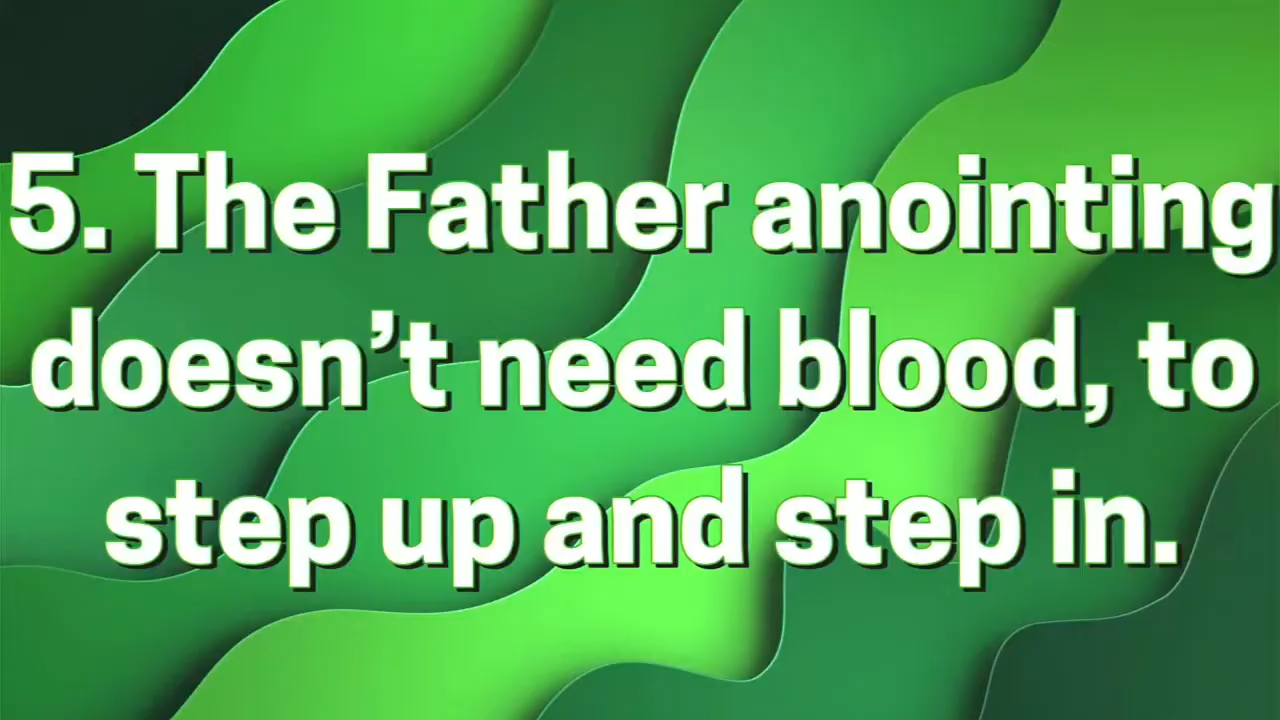 5. The Father anointing
doesn’t need blood, to
step up and step in.